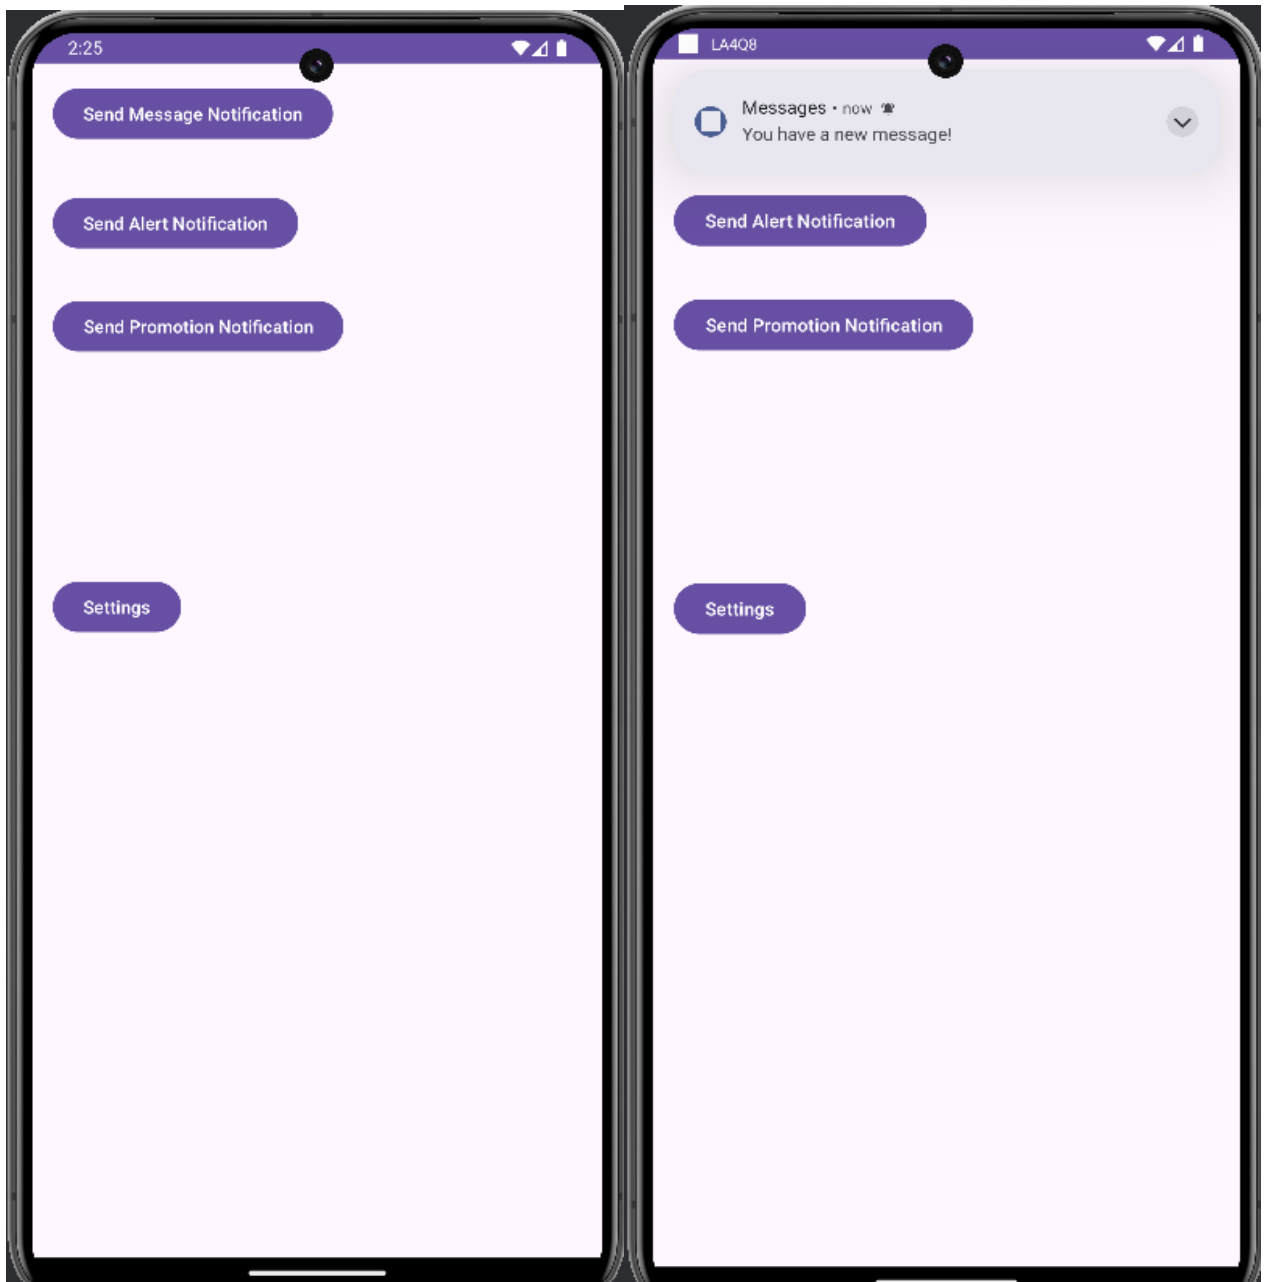 2:25
Send Message Notification
Send Alert Notification
Send Promotion Notification
Settings
LA4Q8
Messages • now
You have a new message!
Send Alert Notification
Send Promotion Notification
Settings